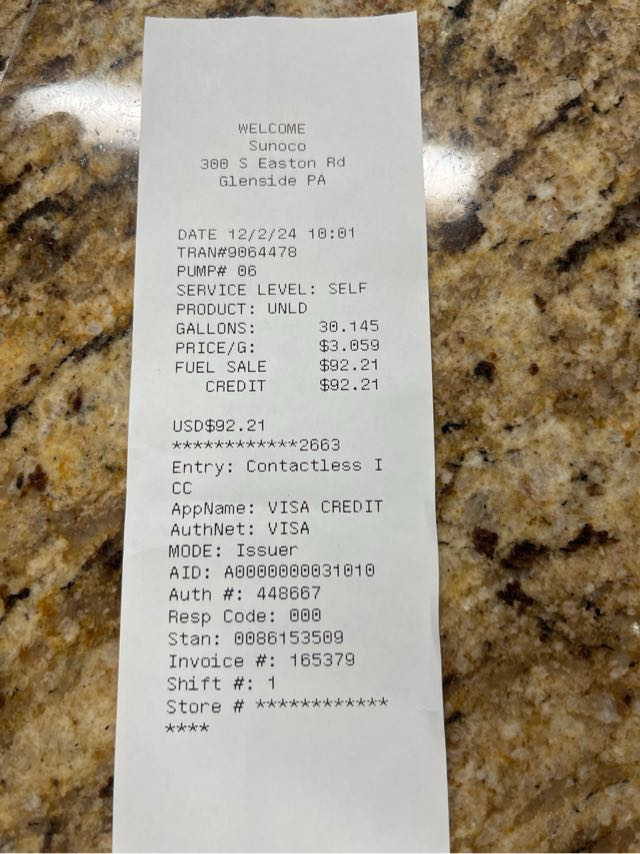 WELCOME
Sunoco
300 S Easton Rd
Glenside PA
DATE 12/2/24 10:01
TRAN#9064478
PUMP# 06
SERVICE LEVEL: SELF
PRODUCT: UNLD
GALLONS: 30.145
PRICE/G: $3.059
FUEL SALE $92.21
CREDIT $92.21
USD$92.21
************2663
Entry: Contactless I
CC
AppName: VISA CREDIT
AuthNet: VISA
MODE: Issuer
AID: A0000000031010
Auth #: 448667
Resp Code: 000
Stan: 0086153509
Invoice #: 165379
Shift #: 1
Store # ************
****